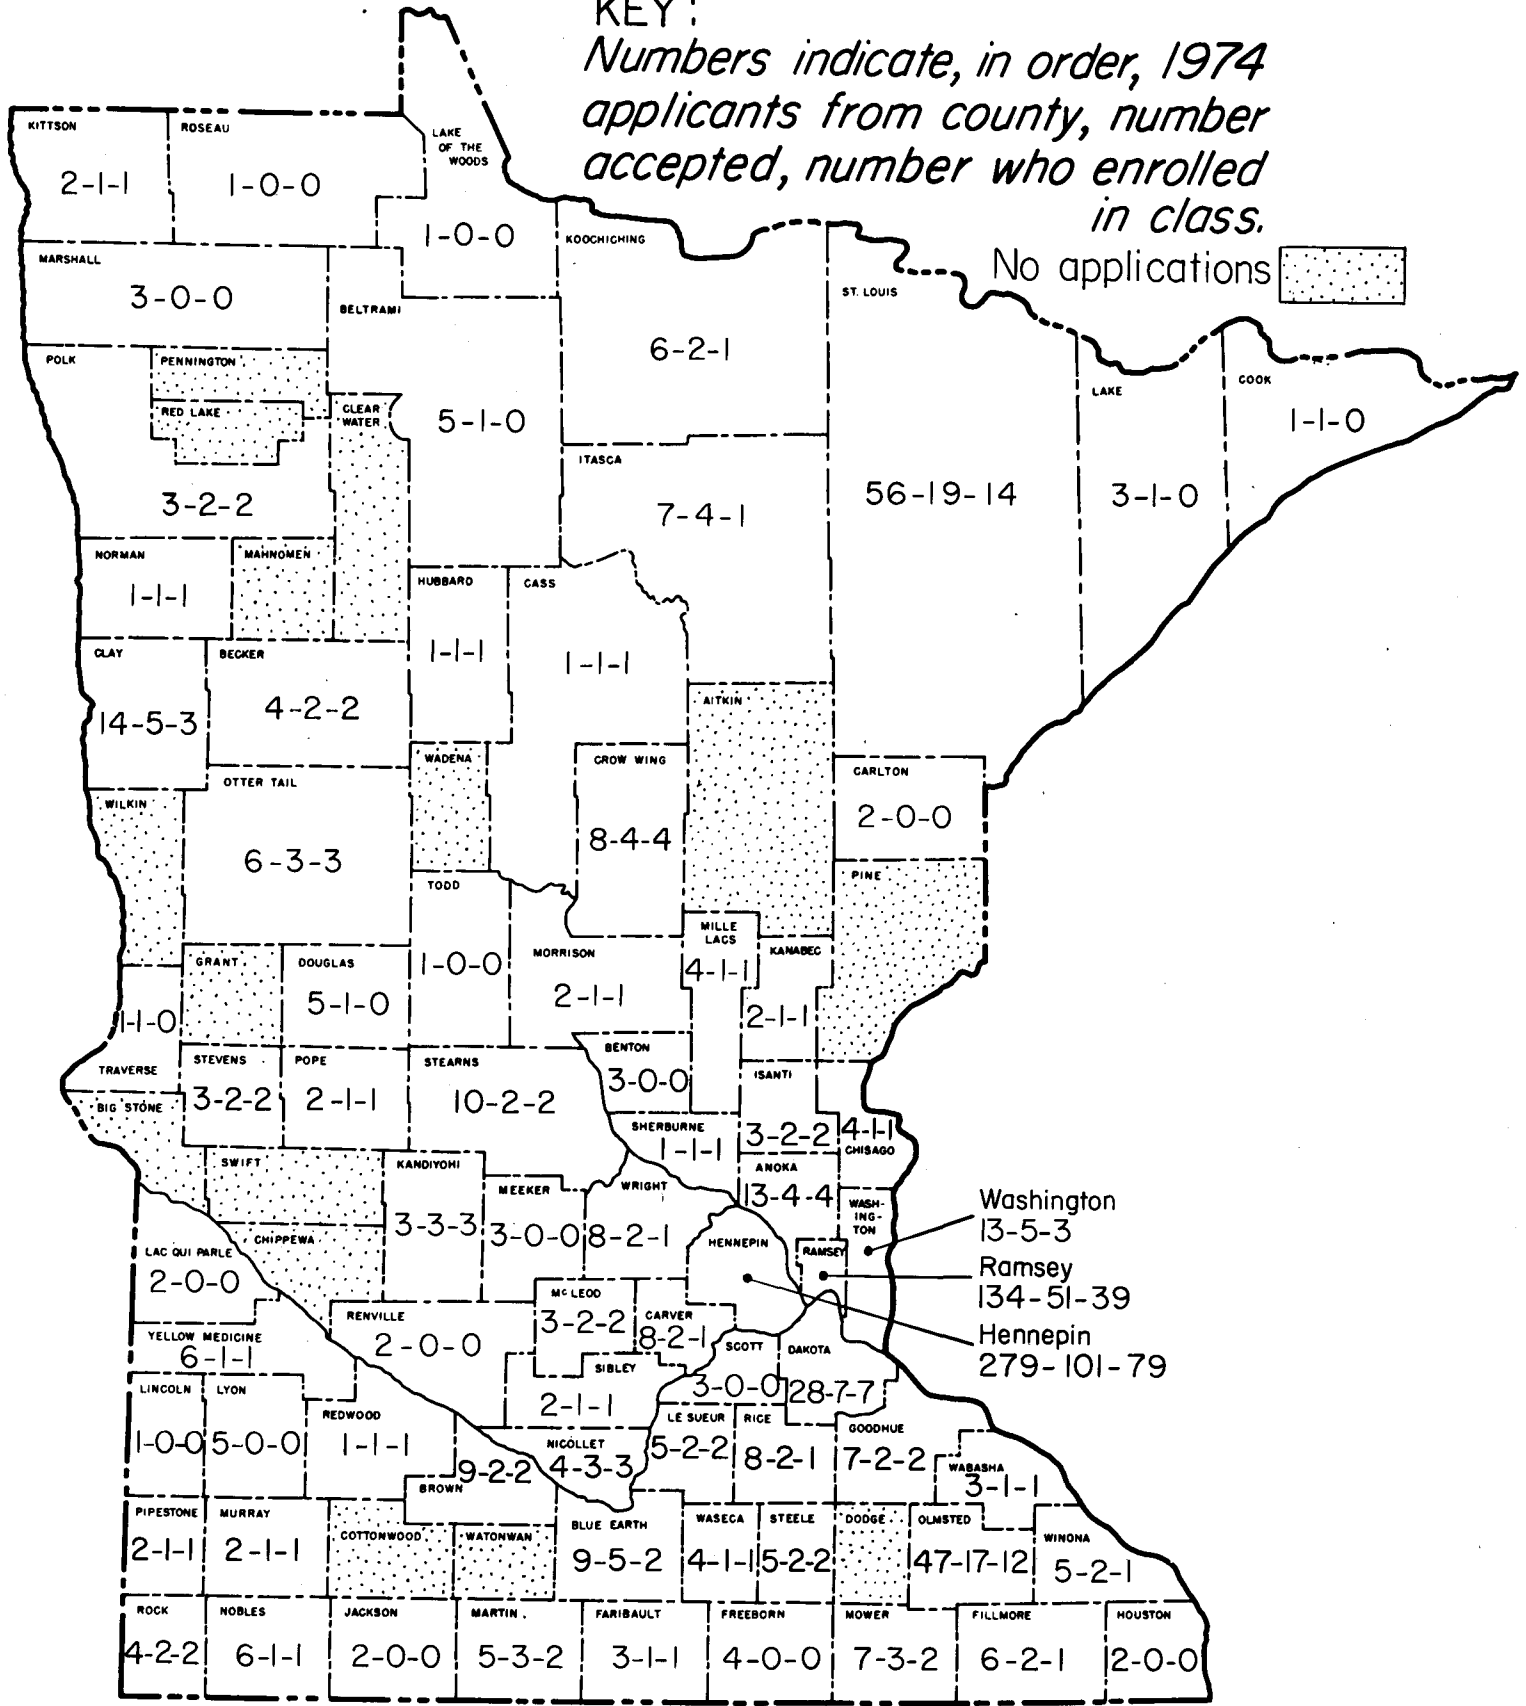 KEY:
Numbers indicate, in order, 1974
applicants from county, number
accepted, number who enrolled
in class.
No applications
KITTSON
2-1-1
ROSEAU
1-0-0
LAKE
OF THE
WOODS
1-0-0
KOOCHICHING
6-2-1
MARSHALL
3-0-0
BELTRAMI
5-1-0
ST. LOUIS
56-19-14
LAKE
3-1-0
COOK
1-1-0
POLK
3-2-2
PENNINGTON
RED LAKE
CLEAR
WATER
ITASCA
7-4-1
NORMAN
1-1-1
MAHNOMEN
HUBBARD
1-1-1
CASS
1-1-1
CLAY
14-5-3
BECKER
4-2-2
AITKIN
WADENA
CROW WING
8-4-4
CARLTON
2-0-0
WILKIN
OTTER TAIL
6-3-3
PINE
TODD
1-0-0
MORRISON
2-1-1
MILLE
LACS
4-1-1
KANABEC
2-1-1
GRANT
DOUGLAS
5-1-0
1-1-0
TRAVERSE
STEVENS
3-2-2
POPE
2-1-1
STEARNS
10-2-2
BENTON
3-0-0
ISANTI
3-2-2
BIG STONE
SHERBURNE
1-1-1
4-1-1
CHISAGO
SWIFT
KANDIYOHI
3-3-3
MEEKER
3-0-0
WRIGHT
8-2-1
ANOKA
13-4-4
WASH-
ING-
TON
Washington
13-5-3
LAC QUI PARLE
2-0-0
CHIPPEWA
HENNEPIN
RAMSEY
Ramsey
134-51-39
Hennepin
279-101-79
YELLOW MEDICINE
6-1-1
RENVILLE
2-0-0
McLEOD
3-2-2
CARVER
8-2-1
SCOTT
3-0-0
DAKOTA
28-7-7
SIBLEY
2-1-1
LINCOLN
1-0-0
LYON
5-0-0
REDWOOD
1-1-1
9-2-2
BROWN
NICOLLET
4-3-3
LE SUEUR
5-2-2
RICE
8-2-1
GOODHUE
7-2-2
WABASHA
3-1-1
PIPESTONE
2-1-1
MURRAY
2-1-1
COTTONWOOD
WATONWAN
BLUE EARTH
9-5-2
WASECA
4-1-1
STEELE
5-2-2
DODGE
OLMSTED
47-17-12
WINONA
5-2-1
ROCK
4-2-2
NOBLES
6-1-1
JACKSON
2-0-0
MARTIN
5-3-2
FARIBAULT
3-1-1
FREEBORN
4-0-0
MOWER
7-3-2
FILLMORE
6-2-1
HOUSTON
2-0-0